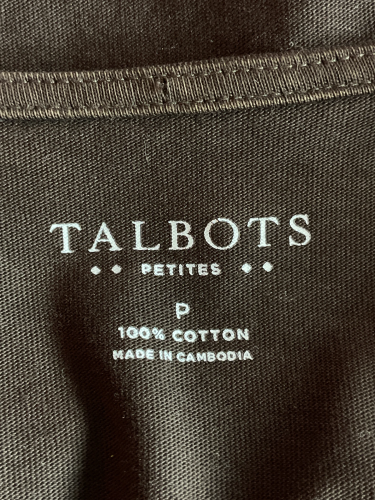 TALBOTS
◆ ◆ PETITES ◆ ◆
P
100% COTTON
MADE IN CAMBODIA